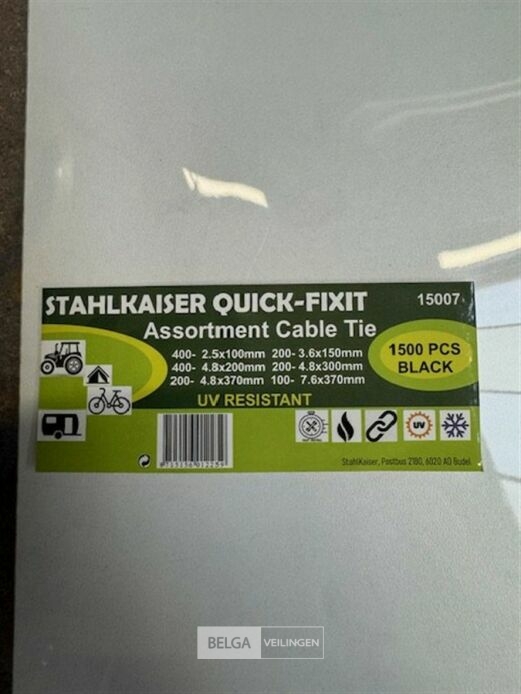 STAHLKAISER QUICK-FIXIT 15007
Assortment Cable Tie
400- 2.5x100mm 200- 3.6x150mm
400- 4.8x200mm 200- 4.8x300mm
200- 4.8x370mm 100- 7.6x370mm
1500 PCS
BLACK
UV RESISTANT
UV
StahlKaiser, Postbus 2180, 6020 AD Budel.
BELGA VEILINGEN